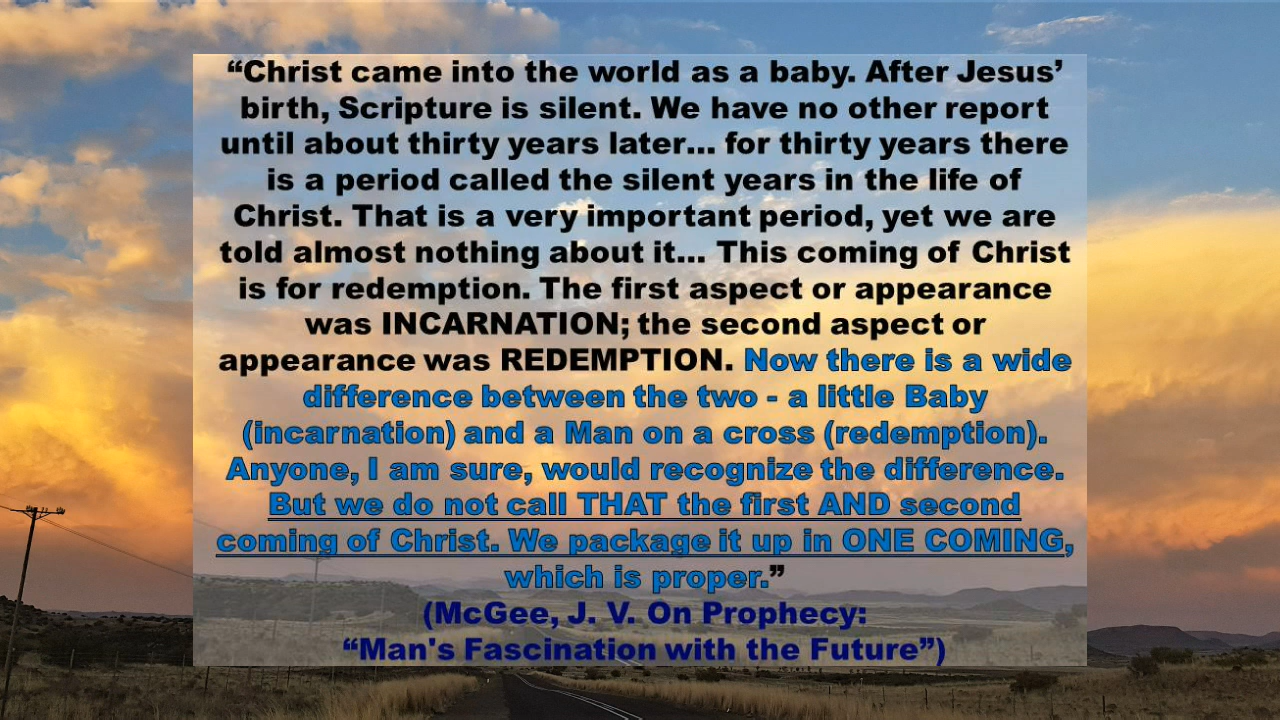 “Christ came into the world as a baby. After Jesus’
birth, Scripture is silent. We have no other report
until about thirty years later... for thirty years there
is a period called the silent years in the life of
Christ. That is a very important period, yet we are
told almost nothing about it... This coming of Christ
is for redemption. The first aspect or appearance
was INCARNATION; the second aspect or
appearance was REDEMPTION. Now there is a wide
difference between the two - a little Baby
(incarnation) and a Man on a cross (redemption).
Anyone, I am sure, would recognize the difference.
But we do not call THAT the first AND second
coming of Christ. We package it up in ONE COMING,
which is proper.”
(McGee, J. V. On Prophecy:
“Man's Fascination with the Future”)